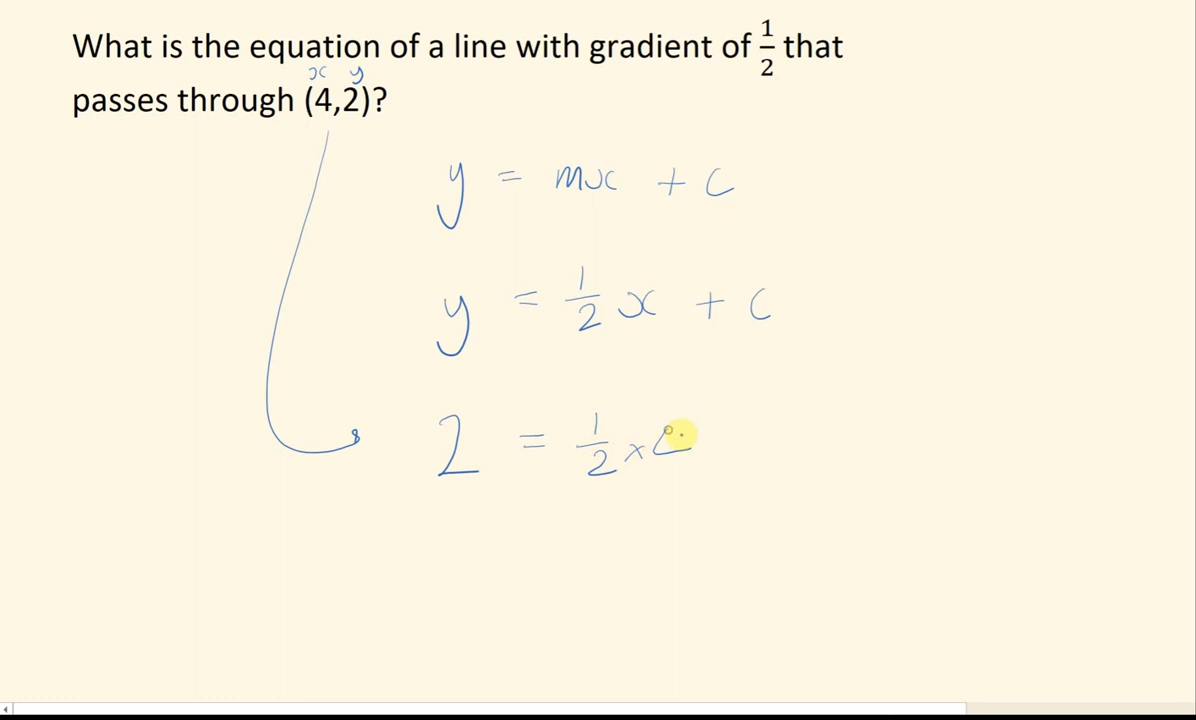 What is the equation of a line with gradient of 1/2 that
x y
passes through (4,2)?
y = mx + c
y = 1/2 x + c
2 = 1/2 ×